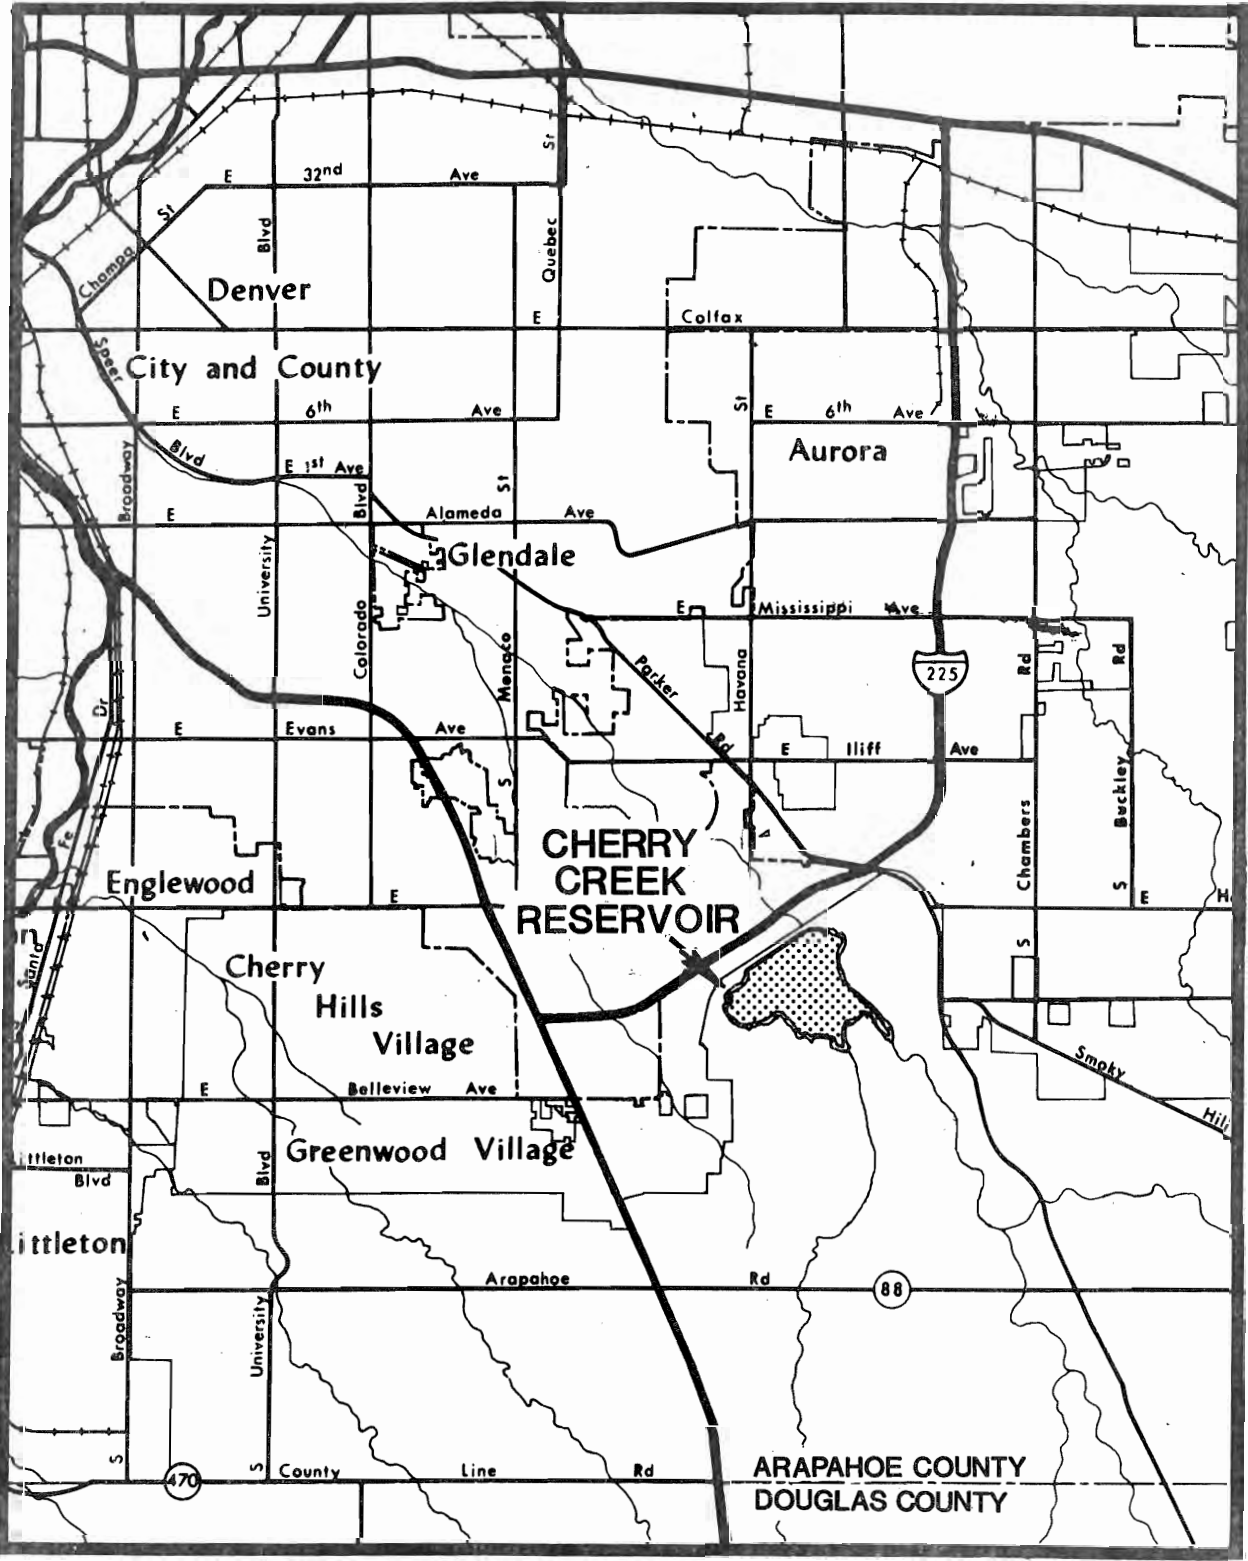 St
E 32nd Ave
St
Blvd
Quebec
Champa
Denver
E Colfax
Speer
City and County
E 6th Ave
St
E 6th Ave
Blvd
Aurora
Broadway
E 1st Ave
Blvd
St
E Alameda Ave
Glendale
University
E Mississippi Ave
Colorado
Monaco
Parker
Rd
Havana
225
Rd
Rd
Dr
E Evans Ave
E Iliff Ave
S
Buckley
Chambers
Fe
CHERRY
CREEK
RESERVOIR
Englewood
E
S
E
S
Santa
Cherry
Hills
Village
Smoky
Hill
E Belleview Ave
Greenwood Village
ittleton
Blvd
Blvd
ittleton
Arapahoe Rd
88
Broadway
University
S
S
470
County Line Rd
ARAPAHOE COUNTY
DOUGLAS COUNTY